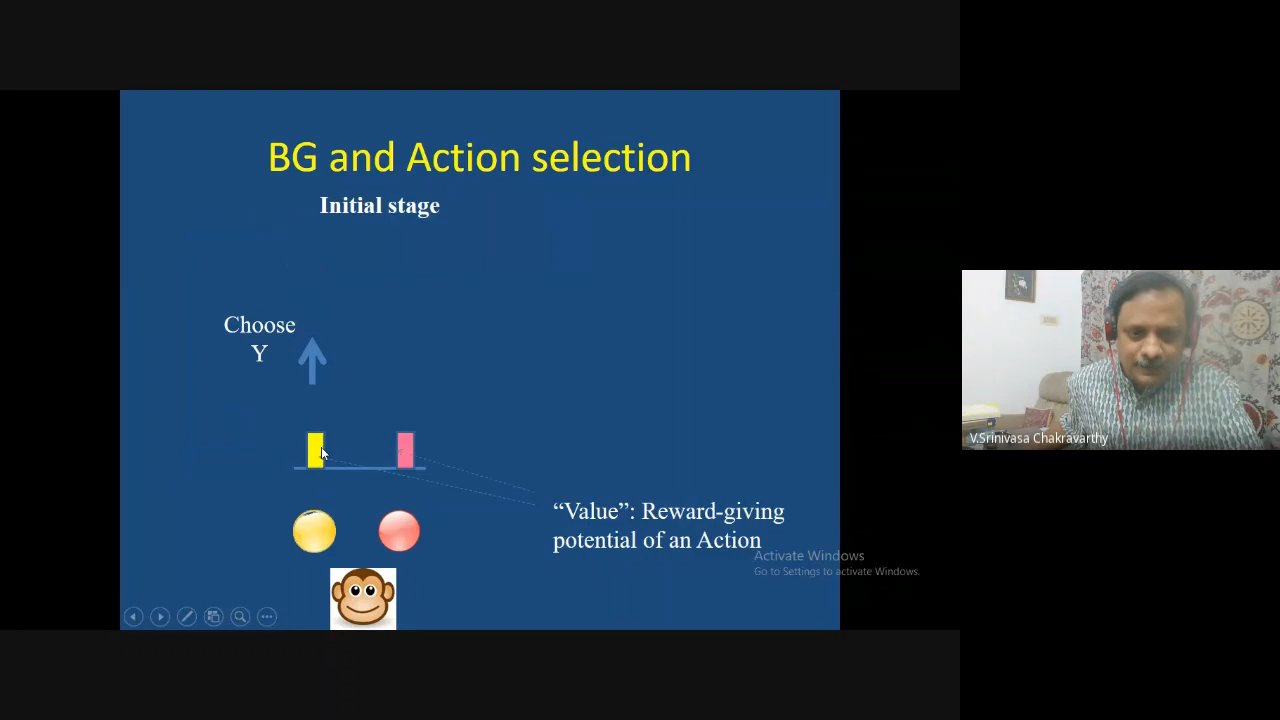 BG and Action selection
Initial stage
Choose
Y
“Value”: Reward-giving
potential of an Action
Activate Windows
Go to Settings to activate Windows.
V.Srinivasa Chakravarthy